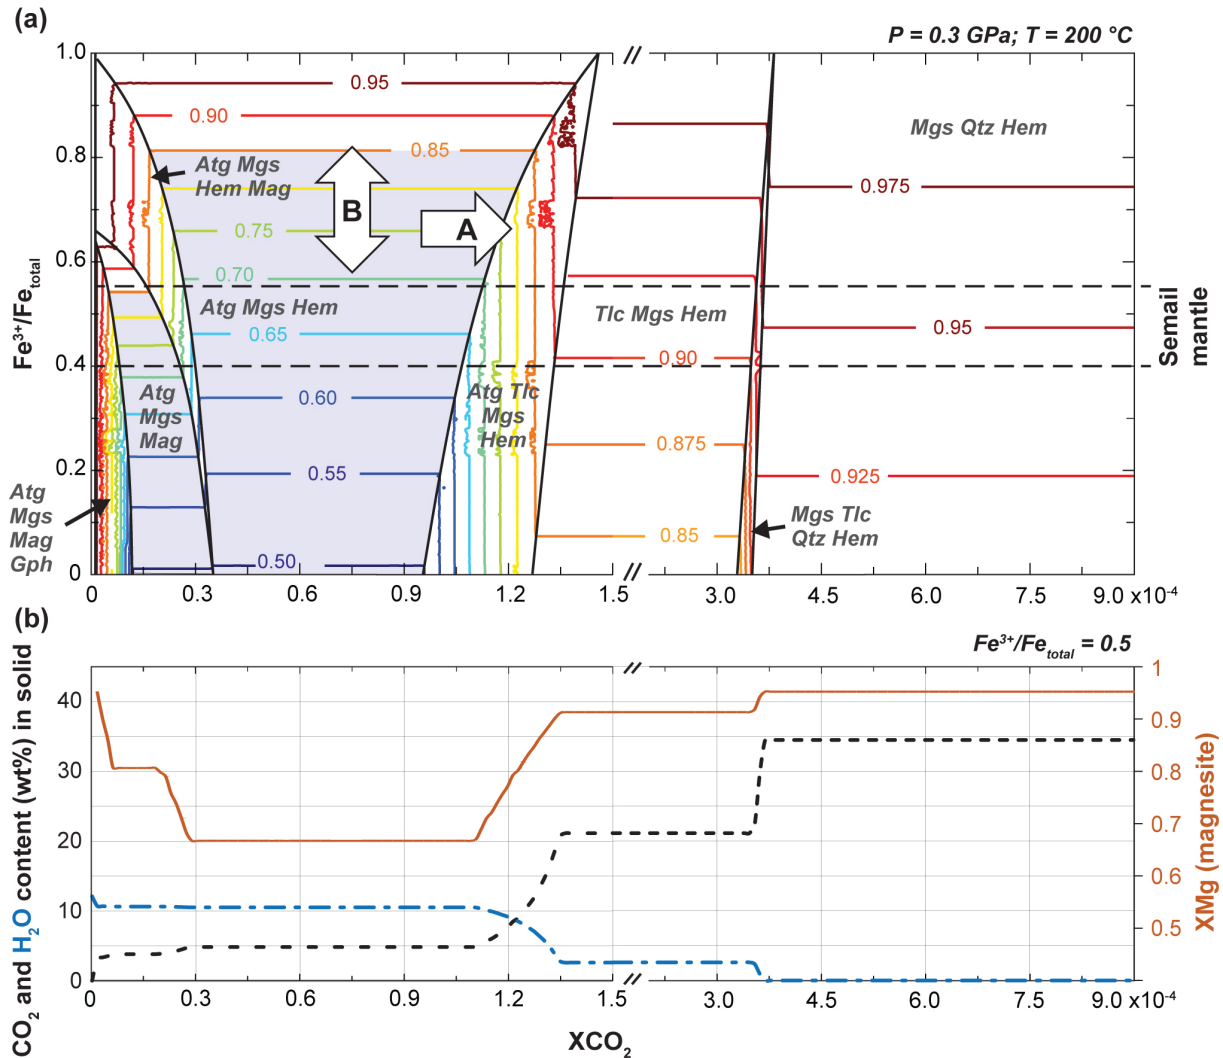 (a)
P = 0.3 GPa; T = 200 °C
1.0
0.8
0.6
0.4
0.2
0
Fe³⁺/Fe_total
0.95
0.90
0.85
Atg Mgs
Hem Mag
B
A
0.75
0.70
Atg Mgs Hem
0.65
0.60
0.55
0.50
Atg
Mgs
Mag
Atg
Mgs
Mag
Gph
Atg Tlc
Mgs
Hem
Tlc Mgs Hem
0.90
0.875
0.85
Mgs Qtz Hem
0.975
0.95
0.925
Mgs Tlc
Qtz Hem
Semail
mantle
0 0.3 0.6 0.9 1.2 1.5 3.0 4.5 6.0 7.5 9.0 x10⁻⁴
(b)
Fe³⁺/Fe_total = 0.5
CO₂ and H₂O content (wt%) in solid
40
30
20
10
0
1
0.9
0.8
0.7
0.6
0.5
XMg (magnesite)
0 0.3 0.6 0.9 1.2 1.5 3.0 4.5 6.0 7.5 9.0 x10⁻⁴
XCO₂